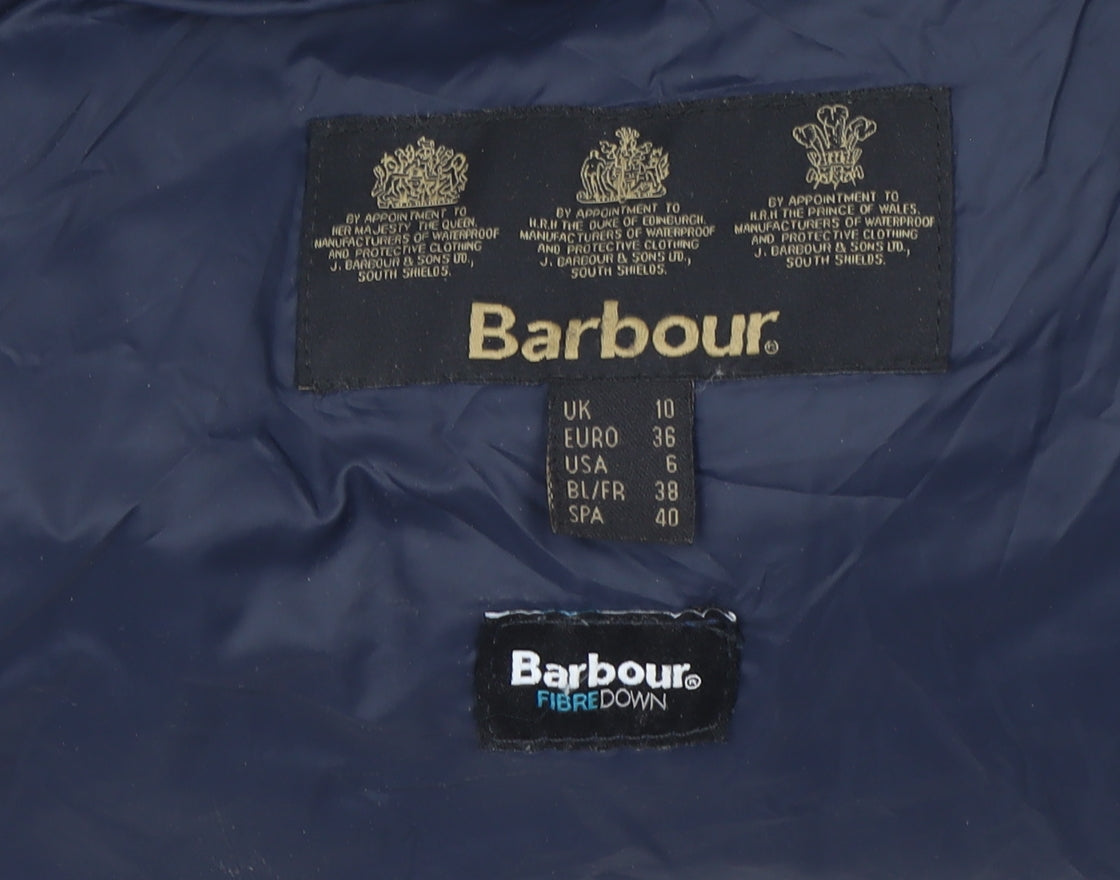 BY APPOINTMENT TO
HER MAJESTY THE QUEEN
MANUFACTURERS OF WATERPROOF
AND PROTECTIVE CLOTHING
J. BARBOUR & SONS LTD,
SOUTH SHIELDS.
BY APPOINTMENT TO
H.R.H THE DUKE OF EDINBURGH.
MANUFACTURERS OF WATERPROOF
AND PROTECTIVE CLOTHING
J. BARBOUR & SONS LTD,
SOUTH SHIELDS.
BY APPOINTMENT TO
H.R.H THE PRINCE OF WALES.
MANUFACTURERS OF WATERPROOF
AND PROTECTIVE CLOTHING
J. BARBOUR & SONS LTD,
SOUTH SHIELDS.
Barbour®
UK 10
EURO 36
USA 6
BL/FR 38
SPA 40
Barbour®
FIBREDOWN